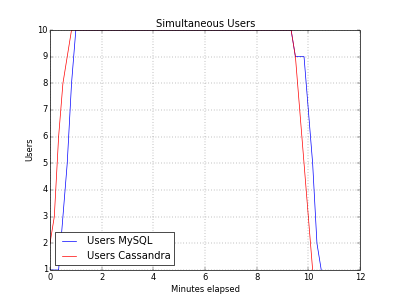 Simultaneous Users
10
9
8
7
6
5
4
3
2
1
Users
Users MySQL
Users Cassandra
0 2 4 6 8 10 12
Minutes elapsed